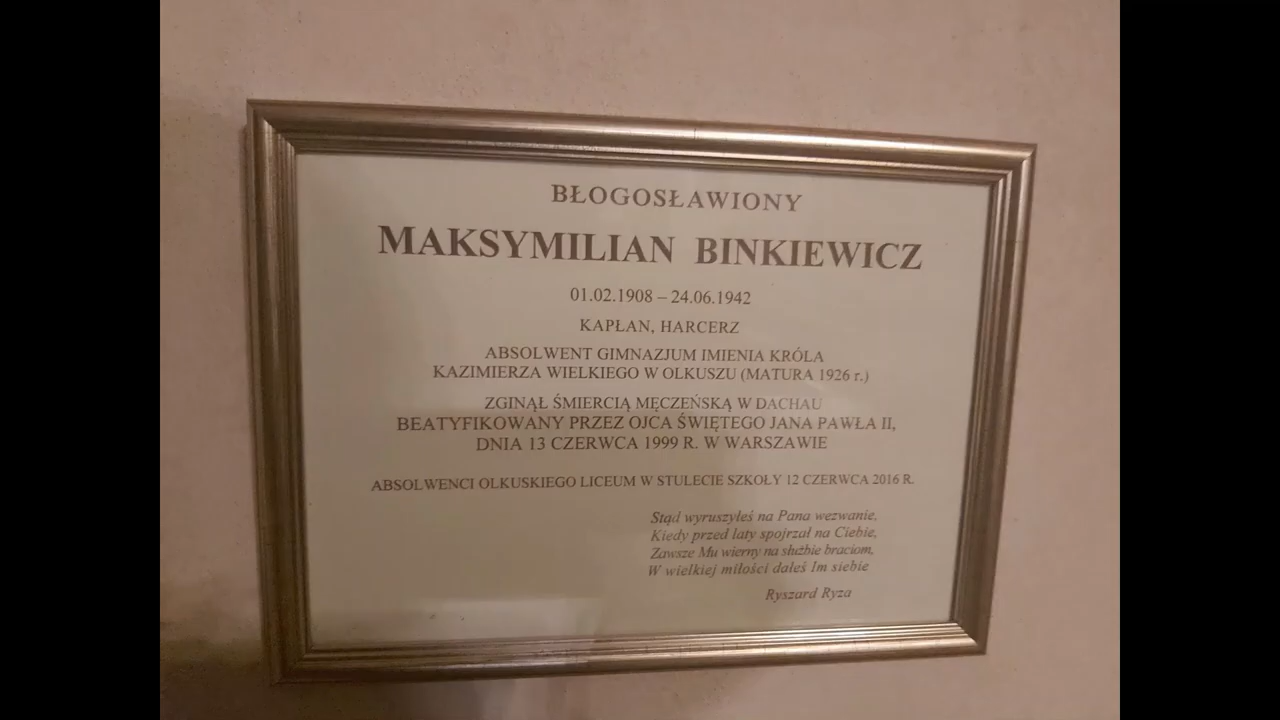 BŁOGOSŁAWIONY
MAKSYMILIAN BINKIEWICZ
01.02.1908 – 24.06.1942
KAPŁAN, HARCERZ
ABSOLWENT GIMNAZJUM IMIENIA KRÓLA
KAZIMIERZA WIELKIEGO W OLKUSZU (MATURA 1926 r.)
ZGINĄŁ ŚMIERCIĄ MĘCZEŃSKĄ W DACHAU
BEATYFIKOWANY PRZEZ OJCA ŚWIĘTEGO JANA PAWŁA II,
DNIA 13 CZERWCA 1999 R. W WARSZAWIE
ABSOLWENCI OLKUSKIEGO LICEUM W STULECIE SZKOŁY 12 CZERWCA 2016 R.
Stąd wyruszyłeś na Pana wezwanie,
Kiedy przed laty spojrzał na Ciebie,
Zawsze Mu wierny na służbie braciom,
W wielkiej miłości dałeś Im siebie
Ryszard Ryza